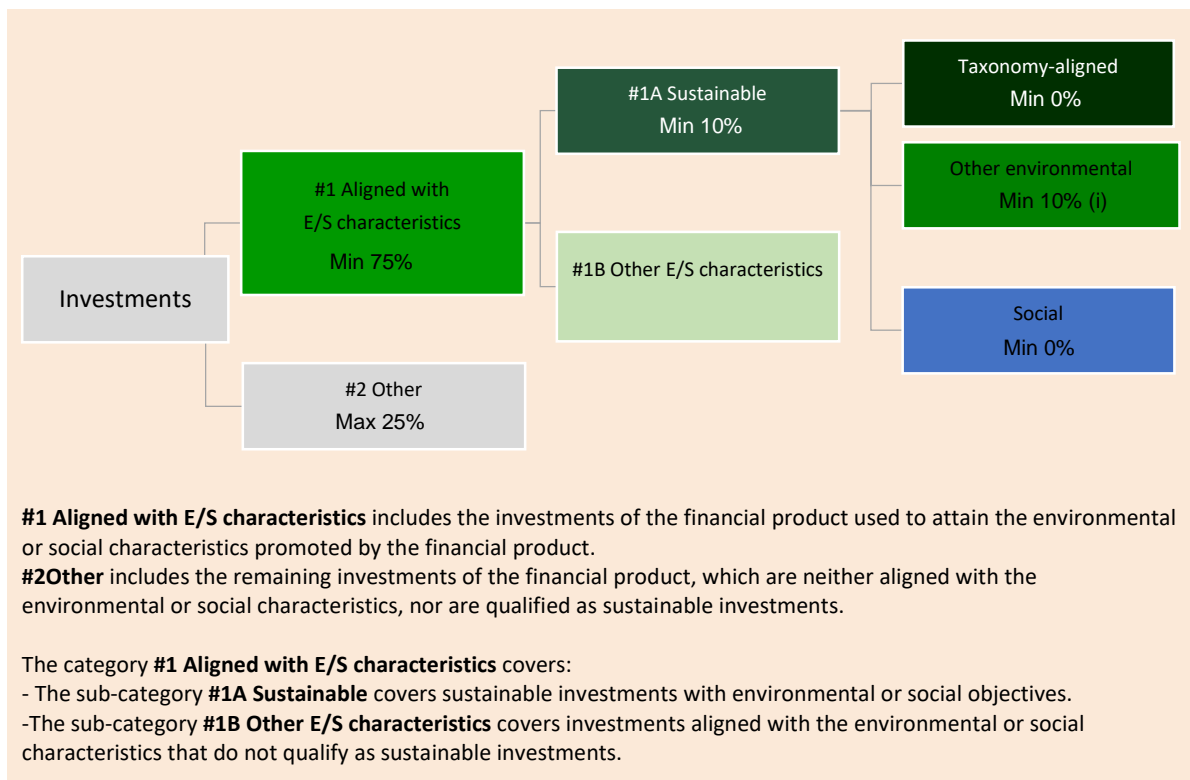 Investments
#1 Aligned with
E/S characteristics
Min 75%
#2 Other
Max 25%
#1A Sustainable
Min 10%
#1B Other E/S characteristics
Taxonomy-aligned
Min 0%
Other environmental
Min 10% (i)
Social
Min 0%
#1 Aligned with E/S characteristics includes the investments of the financial product used to attain the environmental
or social characteristics promoted by the financial product.
#2Other includes the remaining investments of the financial product, which are neither aligned with the
environmental or social characteristics, nor are qualified as sustainable investments.
The category #1 Aligned with E/S characteristics covers:
- The sub-category #1A Sustainable covers sustainable investments with environmental or social objectives.
-The sub-category #1B Other E/S characteristics covers investments aligned with the environmental or social
characteristics that do not qualify as sustainable investments.